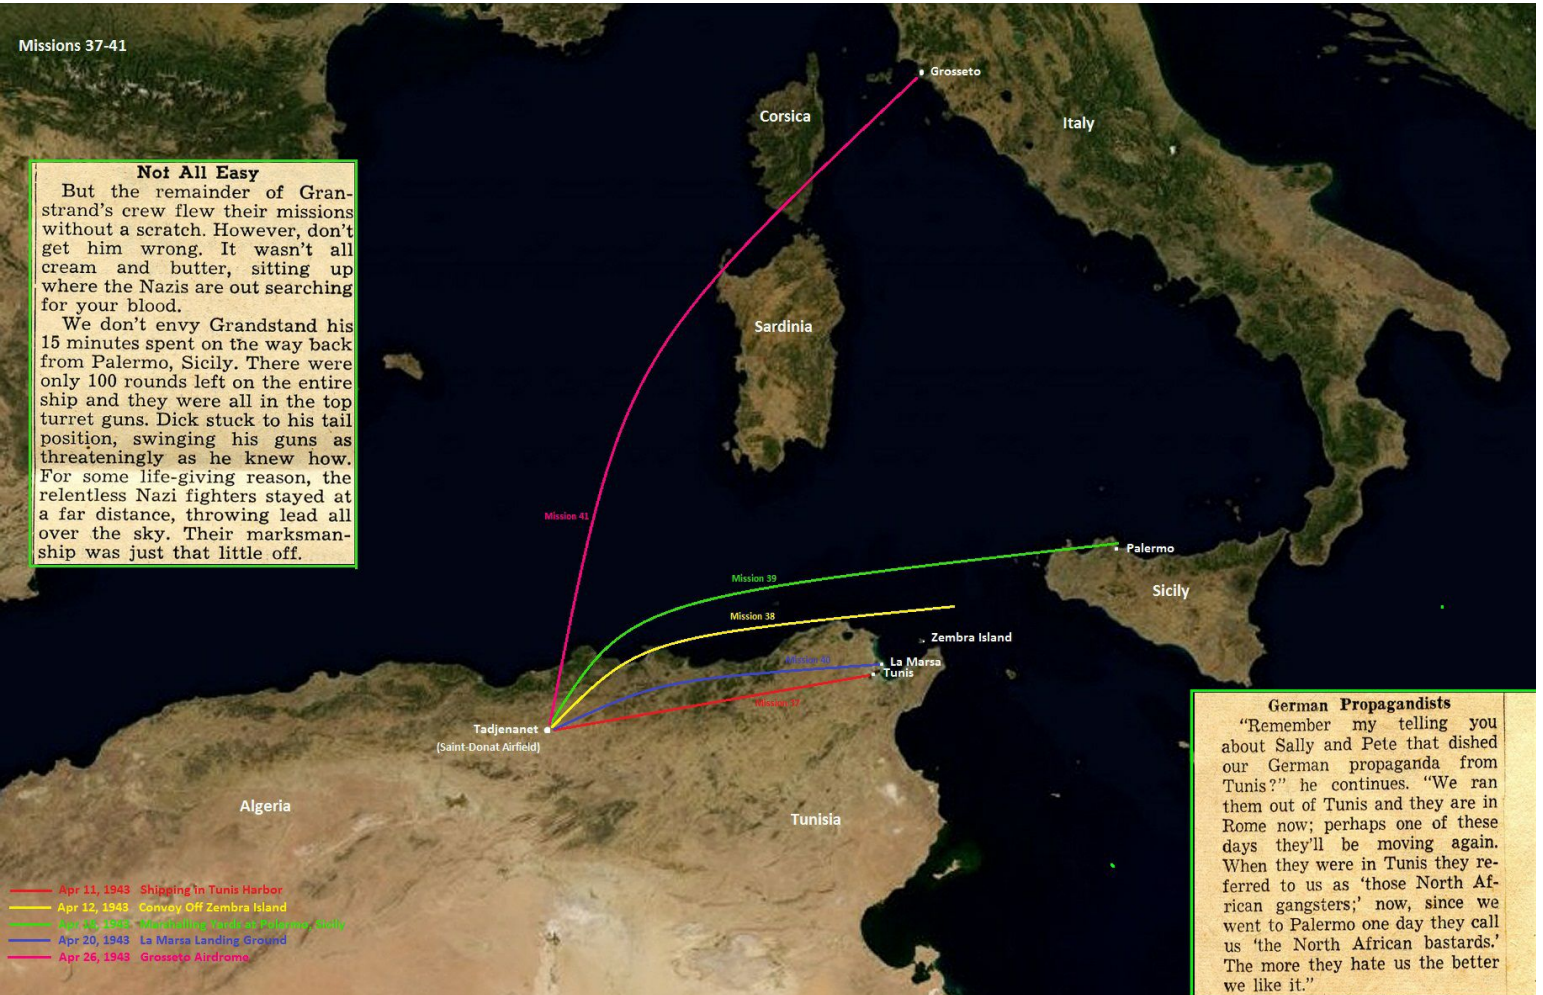 Missions 37-41
Grosseto
Corsica
Italy
Not All Easy
But the remainder of Gran-
strand's crew flew their missions
without a scratch. However, don't
get him wrong. It wasn't all
cream and butter, sitting up
where the Nazis are out searching
for your blood.
We don't envy Grandstand his
15 minutes spent on the way back
from Palermo, Sicily. There were
only 100 rounds left on the entire
ship and they were all in the top
turret guns. Dick stuck to his tail
position, swinging his guns as
threateningly as he knew how.
For some life-giving reason, the
relentless Nazi fighters stayed at
a far distance, throwing lead all
over the sky. Their marksman-
ship was just that little off.
Sardinia
Mission 41
Palermo
Mission 39
Sicily
Mission 38
Zembra Island
Mission 40
La Marsa
Tunis
Mission 37
Tadjenanet
(Saint-Donat Airfield)
Algeria
Tunisia
German Propagandists
"Remember my telling you
about Sally and Pete that dished
our German propaganda from
Tunis?" he continues. "We ran
them out of Tunis and they are in
Rome now; perhaps one of these
days they'll be moving again.
When they were in Tunis they re-
ferred to us as 'those North Af-
rican gangsters;' now, since we
went to Palermo one day they call
us 'the North African bastards.'
The more they hate us the better
we like it."
Apr 11, 1943 Shipping in Tunis Harbor
Apr 12, 1943 Convoy Off Zembra Island
Apr 18, 1943 Marshalling Yards at Palermo, Sicily
Apr 20, 1943 La Marsa Landing Ground
Apr 26, 1943 Grosseto Airdrome